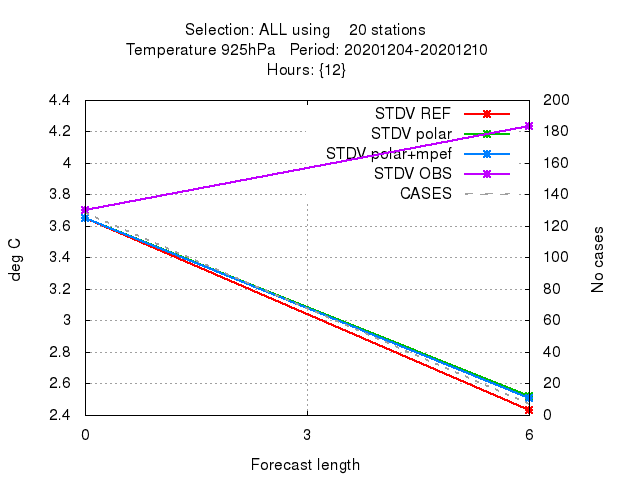 Selection: ALL using    20 stations
Temperature 925hPa   Period: 20201204-20201210
Hours: {12}
4.4
4.2
4
3.8
3.6
3.4
3.2
3
2.8
2.6
2.4
deg C
STDV REF
STDV polar
STDV polar+mpef
STDV OBS
CASES
200
180
160
140
120
100
80
60
40
20
0
No cases
0
3
6
Forecast length